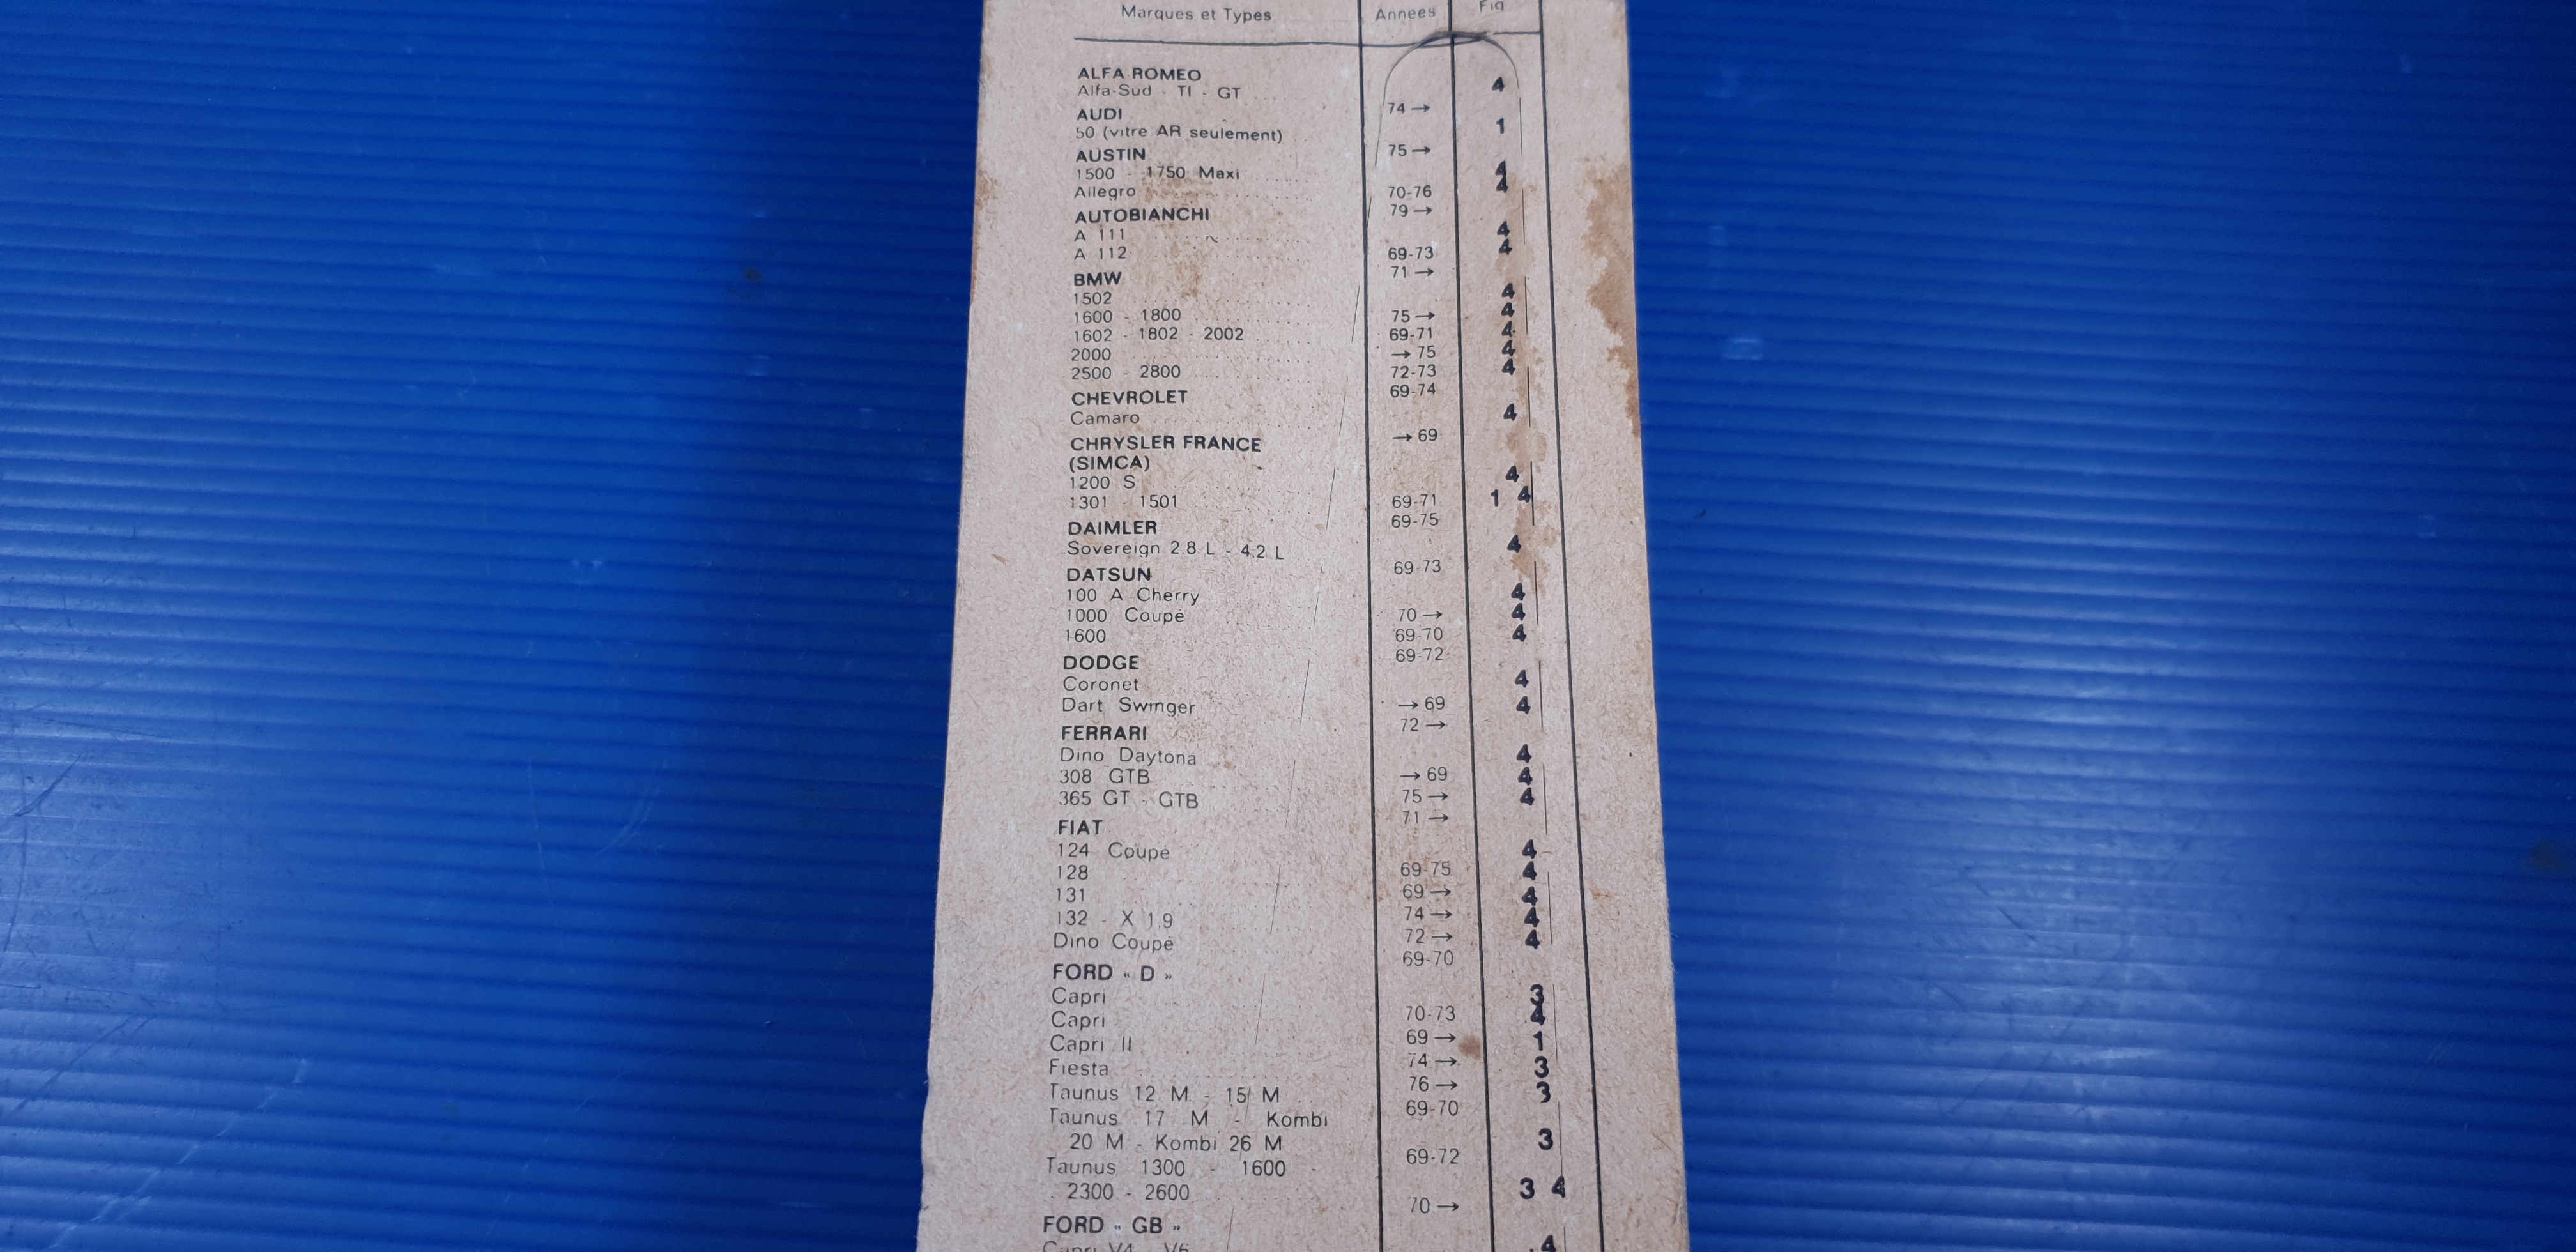 Marques et Types Annees Fig
ALFA-ROMEO
Alfa-Sud - TI - GT 74 → 4
AUDI
50 (vitre AR seulement) 75 → 1
AUSTIN
1500 - 1750 Maxi 70-76 4
Allegro 79 → 4
AUTOBIANCHI
A 111 69-73 4
A 112 71 → 4
BMW
1502 75 → 4
1600 - 1800 69-71 4
1602 - 1802 - 2002 → 75 4
2000 72-73 4
2500 - 2800 69-74 4
CHEVROLET
Camaro → 69 4
CHRYSLER FRANCE
(SIMCA)
1200 S 69-71 4
1301 - 1501 69-75 1 4
DAIMLER
Sovereign 2.8 L - 4.2 L 69-73 4
DATSUN
100 A Cherry 70 → 4
1000 Coupé 69-70 4
1600 69-72 4
DODGE
Coronet → 69 4
Dart Swinger 72 → 4
FERRARI
Dino Daytona → 69 4
308 GTB 75 → 4
365 GT - GTB 71 → 4
FIAT
124 Coupé 69-75 4
128 69 → 4
131 74 → 4
132 - X 1.9 72 → 4
Dino Coupé 69-70 4
FORD « D »
Capri 70-73 3
Capri 69 → 4
Capri II 74 → 1
Fiesta 76 → 3
Taunus 12 M - 15 M 69-70 3
Taunus 17 M - Kombi
20 M - Kombi 26 M 69-72 3
Taunus 1300 - 1600 -
2300 - 2600 70 → 3 4
FORD « GB »
Capri V4 V6 4